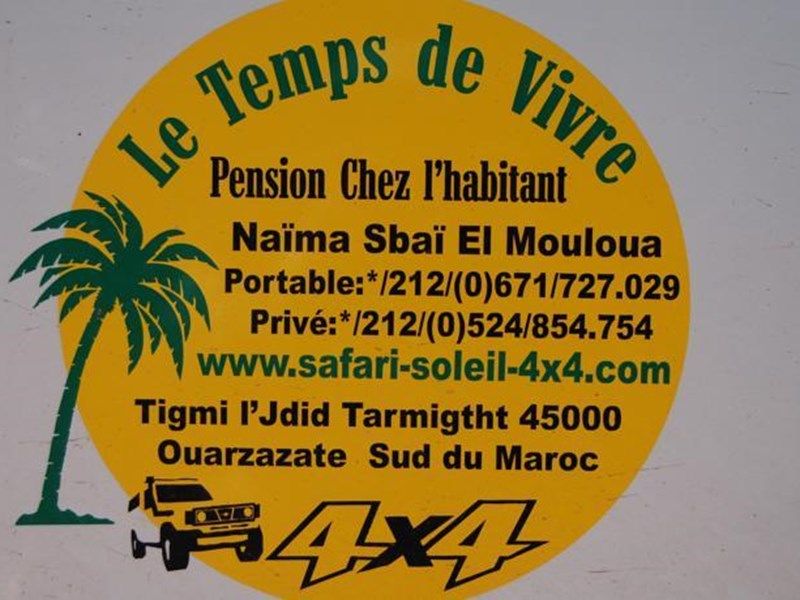 Le Temps de Vivre
Pension Chez l'habitant
Naïma Sbaï El Mouloua
Portable:*/212/(0)671/727.029
Privé:*/212/(0)524/854.754
www.safari-soleil-4x4.com
Tigmi l'Jdid Tarmigtht 45000
Ouarzazate Sud du Maroc
4x4